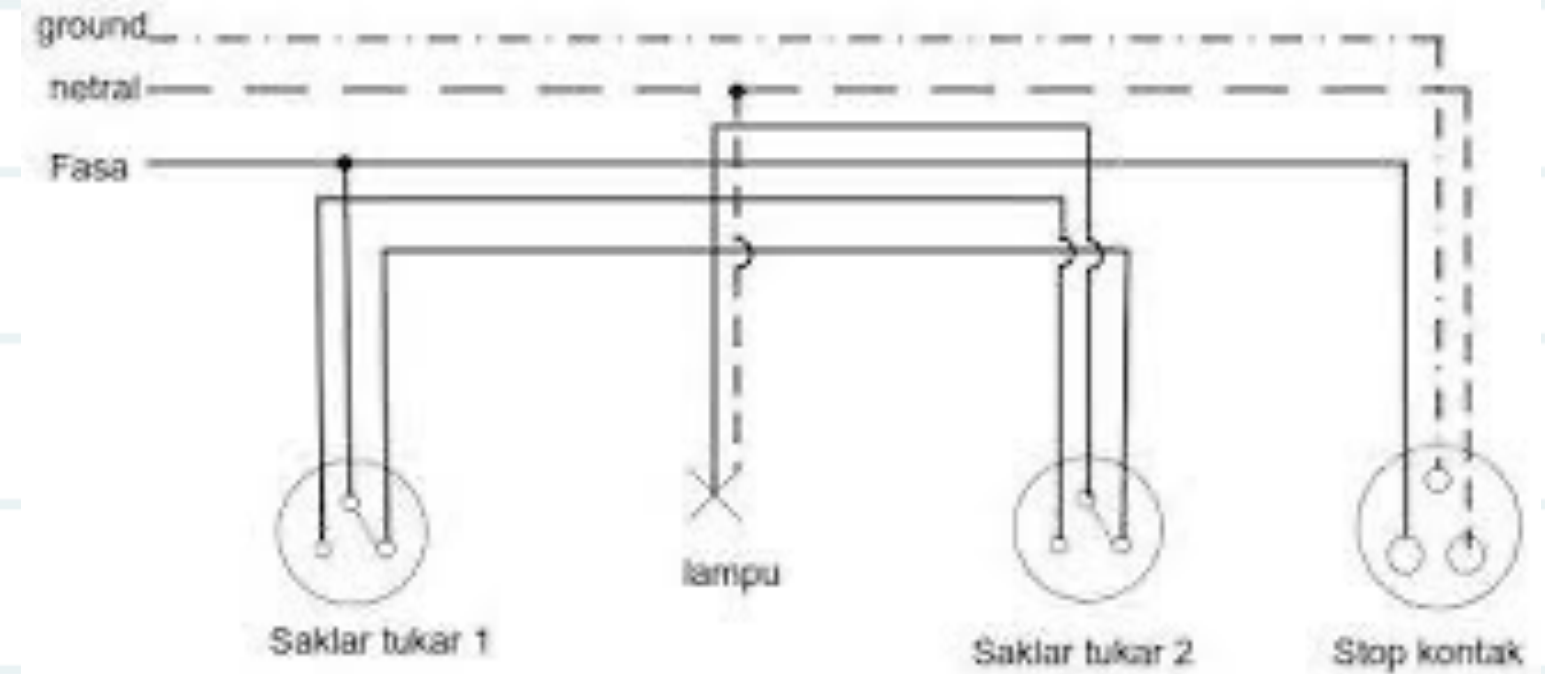 ground
netral
Fasa
lampu
Saklar tukar 1
Saklar tukar 2
Stop kontak